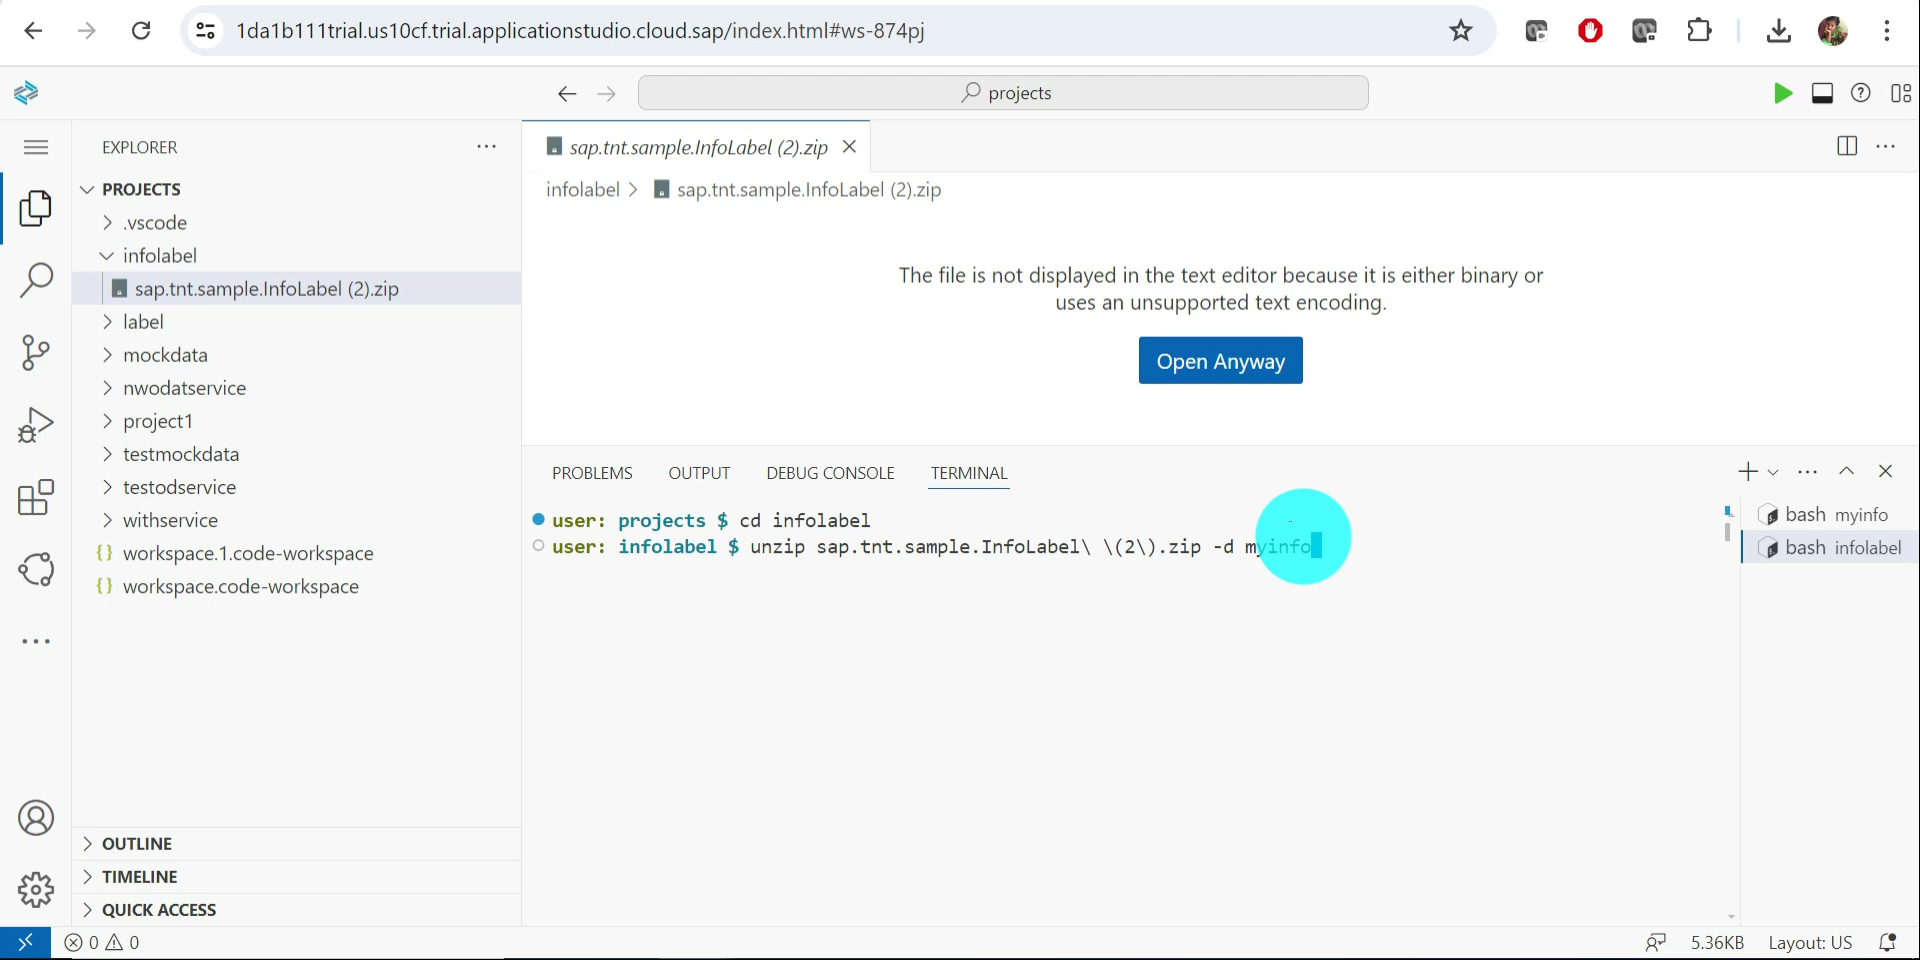 1da1b111trial.us10cf.trial.applicationstudio.cloud.sap/index.html#ws-874pj
projects
EXPLORER
PROJECTS
.vscode
infolabel
sap.tnt.sample.InfoLabel (2).zip
label
mockdata
nwodatservice
project1
testmockdata
testodservice
withservice
{} workspace.1.code-workspace
{} workspace.code-workspace
OUTLINE
TIMELINE
QUICK ACCESS
sap.tnt.sample.InfoLabel (2).zip
infolabel > sap.tnt.sample.InfoLabel (2).zip
The file is not displayed in the text editor because it is either binary or
uses an unsupported text encoding.
Open Anyway
PROBLEMS OUTPUT DEBUG CONSOLE TERMINAL
user: projects $ cd infolabel
user: infolabel $ unzip sap.tnt.sample.InfoLabel\ \(2\).zip -d myinfo
bash myinfo
bash infolabel
0 0
5.36KB Layout: US